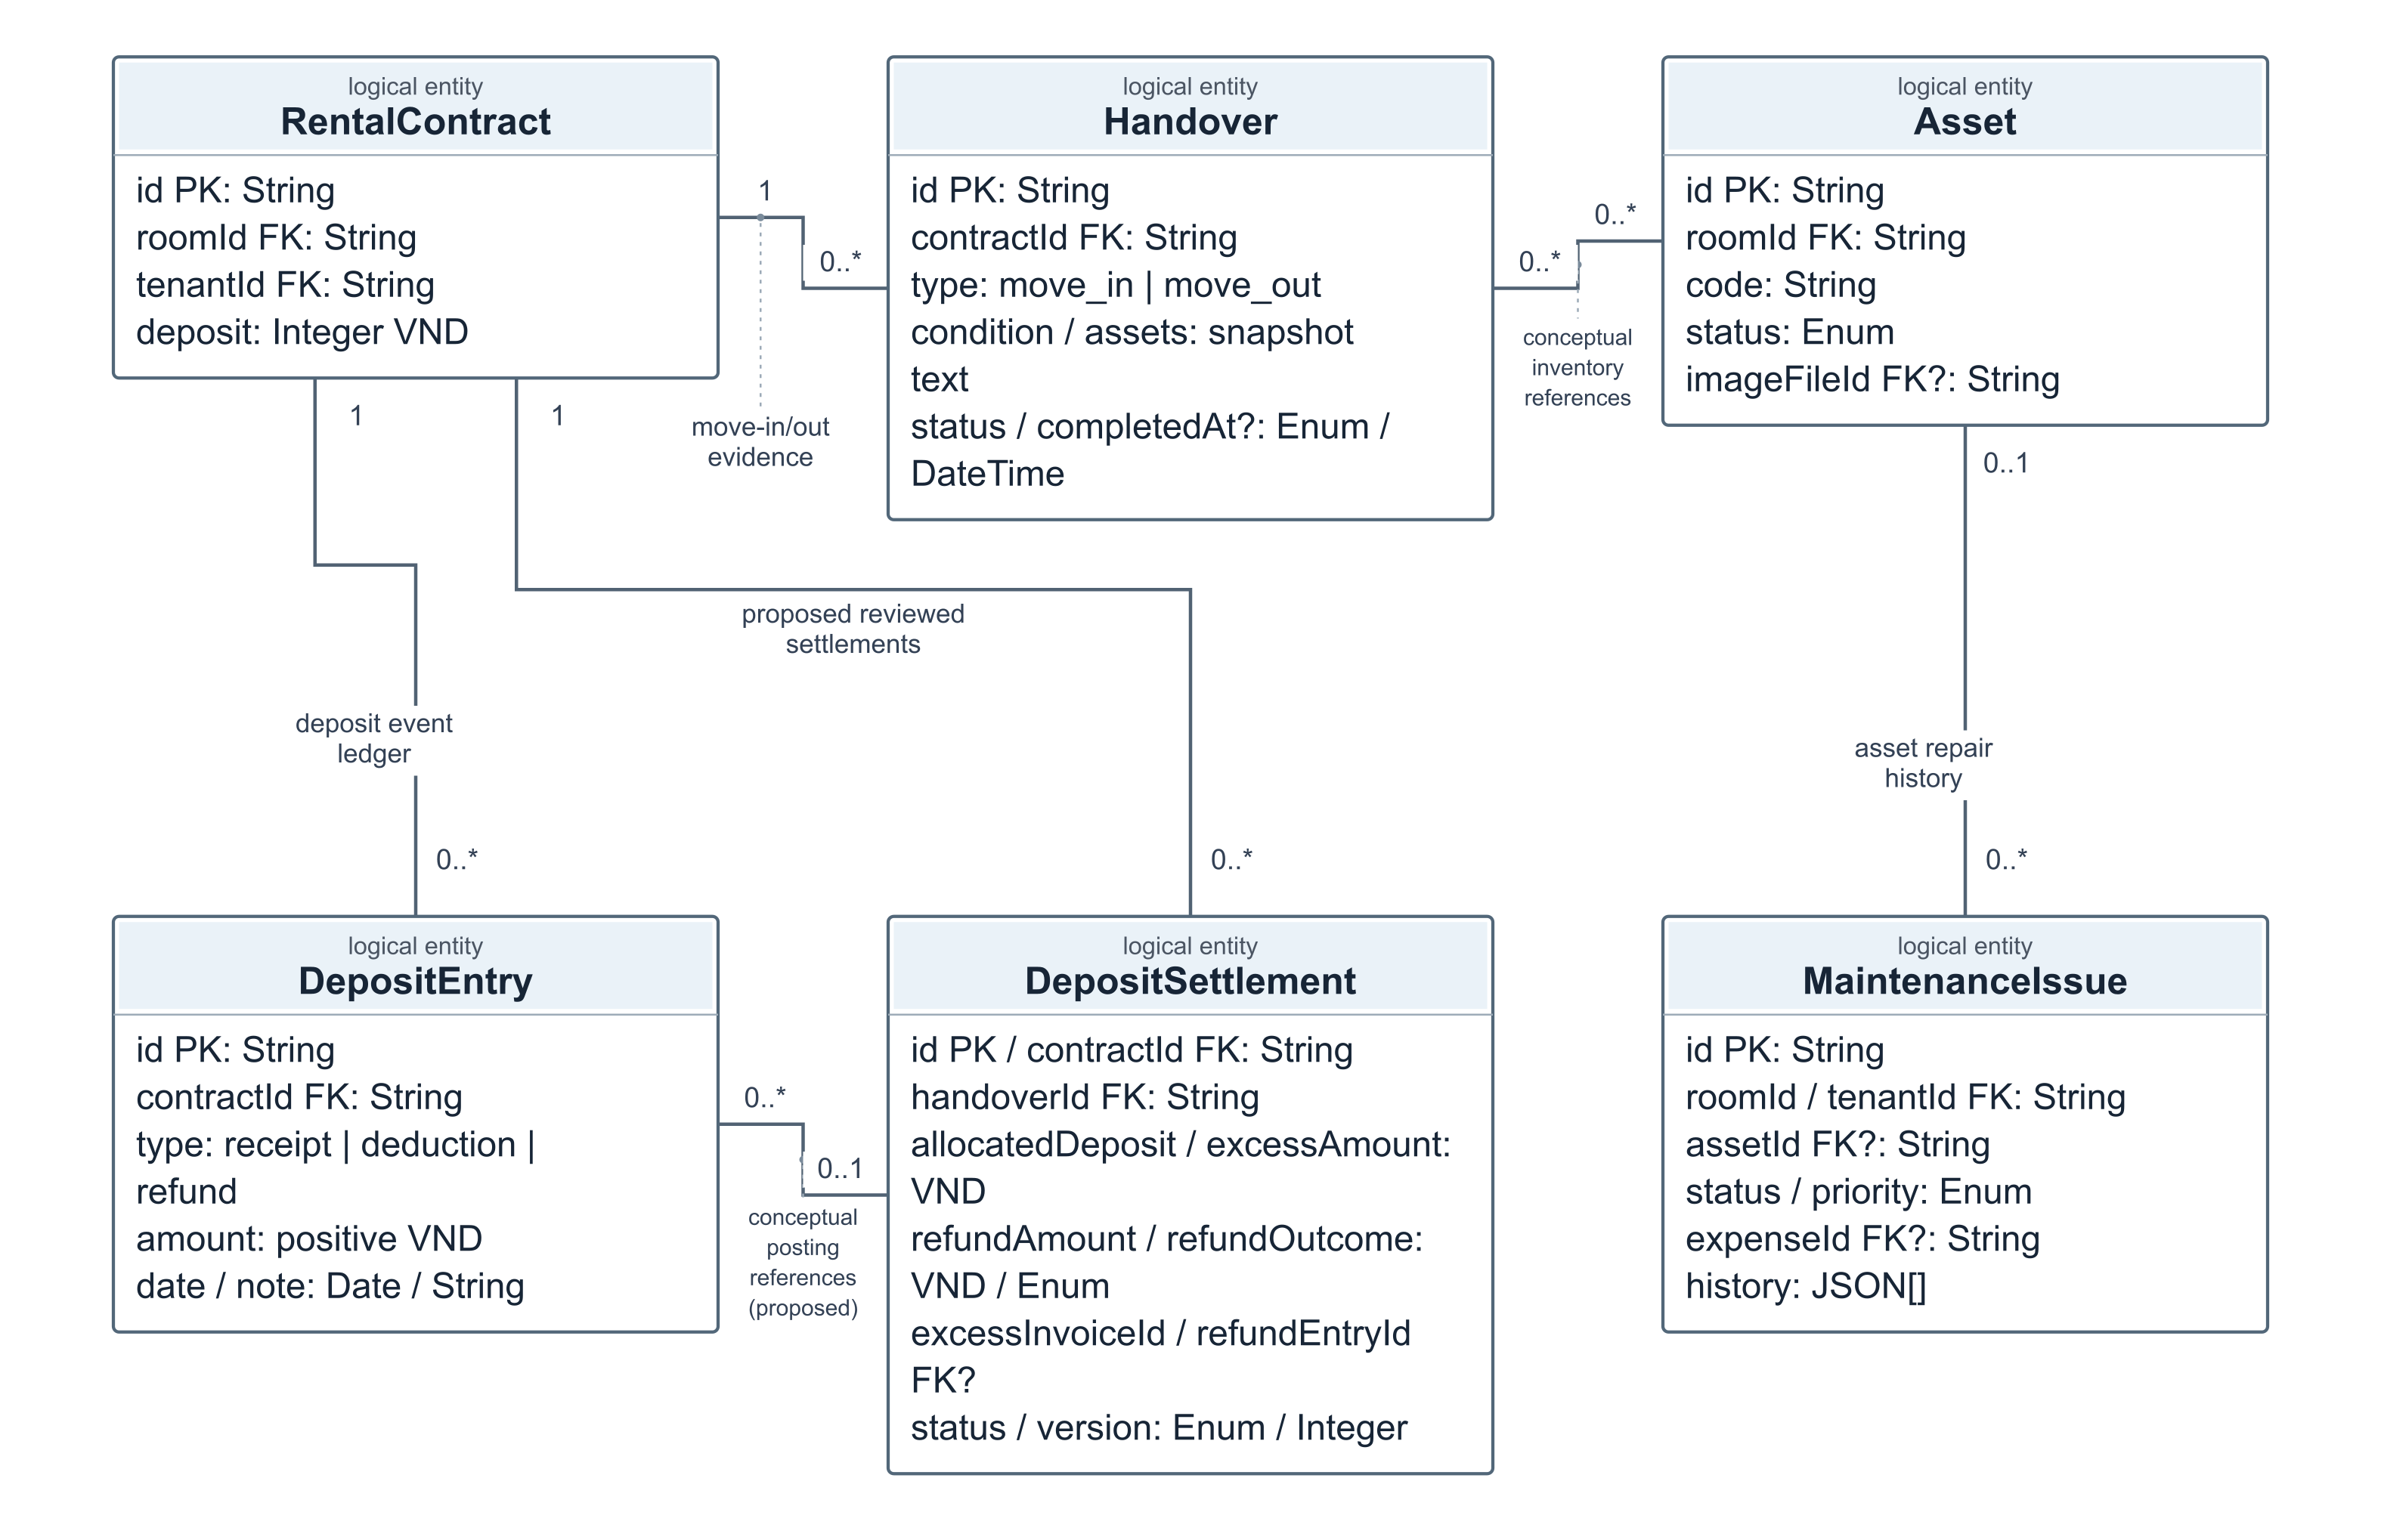 logical entity
RentalContract
id PK: String
roomId FK: String
tenantId FK: String
deposit: Integer VND
logical entity
Handover
id PK: String
contractId FK: String
type: move_in | move_out
condition / assets: snapshot
text
status / completedAt?: Enum /
DateTime
logical entity
Asset
id PK: String
roomId FK: String
code: String
status: Enum
imageFileId FK?: String
1
0..*
move-in/out
evidence
0..*
0..*
conceptual
inventory
references
1
1
0..1
proposed reviewed
settlements
deposit event
ledger
asset repair
history
0..*
0..*
0..*
logical entity
DepositEntry
id PK: String
contractId FK: String
type: receipt | deduction |
refund
amount: positive VND
date / note: Date / String
0..*
0..1
conceptual
posting
references
(proposed)
logical entity
DepositSettlement
id PK / contractId FK: String
handoverId FK: String
allocatedDeposit / excessAmount:
VND
refundAmount / refundOutcome:
VND / Enum
excessInvoiceId / refundEntryId
FK?
status / version: Enum / Integer
logical entity
MaintenanceIssue
id PK: String
roomId / tenantId FK: String
assetId FK?: String
status / priority: Enum
expenseId FK?: String
history: JSON[]